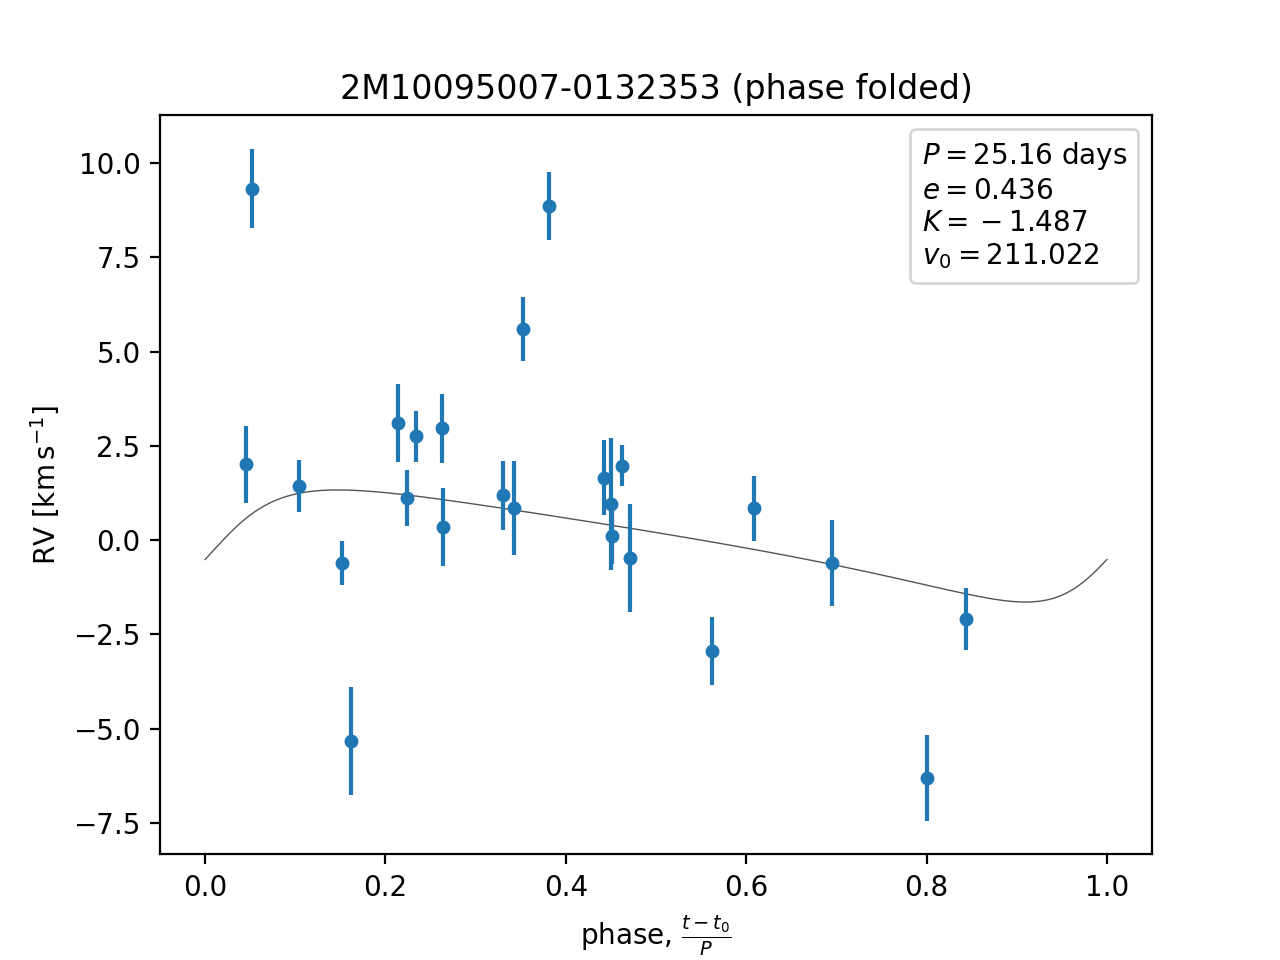 2M10095007-0132353 (phase folded)
P = 25.16 days
e = 0.436
K = −1.487
v₀ = 211.022
10.0
7.5
5.0
2.5
0.0
−2.5
−5.0
−7.5
RV [km s⁻¹]
0.0 0.2 0.4 0.6 0.8 1.0
phase, (t − t₀)/P